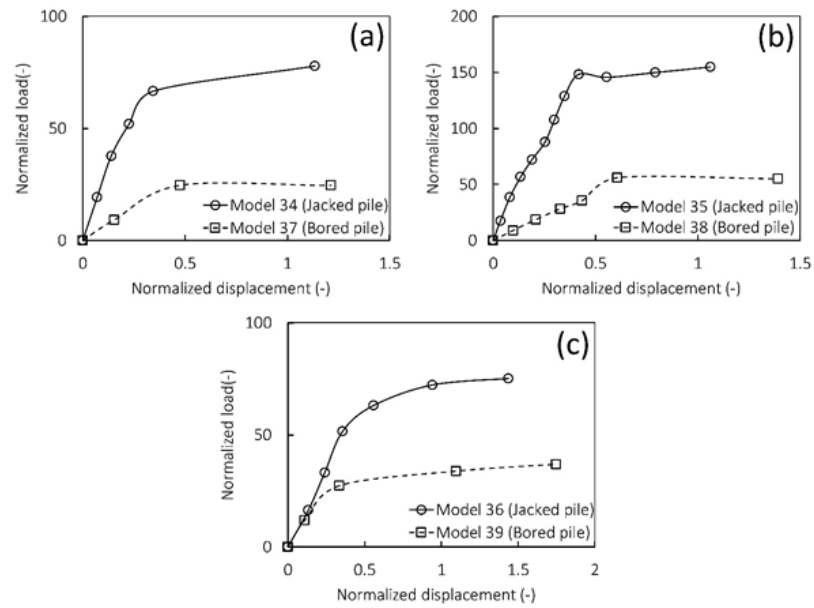 (a)
100
50
0
Normalized load(-)
Model 34 (Jacked pile)
Model 37 (Bored pile)
0 0.5 1 1.5
Normalized displacement (-)
(b)
200
150
100
50
0
Normalized load(-)
Model 35 (Jacked pile)
Model 38 (Bored pile)
0 0.5 1 1.5
Normalized displacement (-)
(c)
100
50
0
Normalized load(-)
Model 36 (Jacked pile)
Model 39 (Bored pile)
0 0.5 1 1.5 2
Normalized displacement (-)